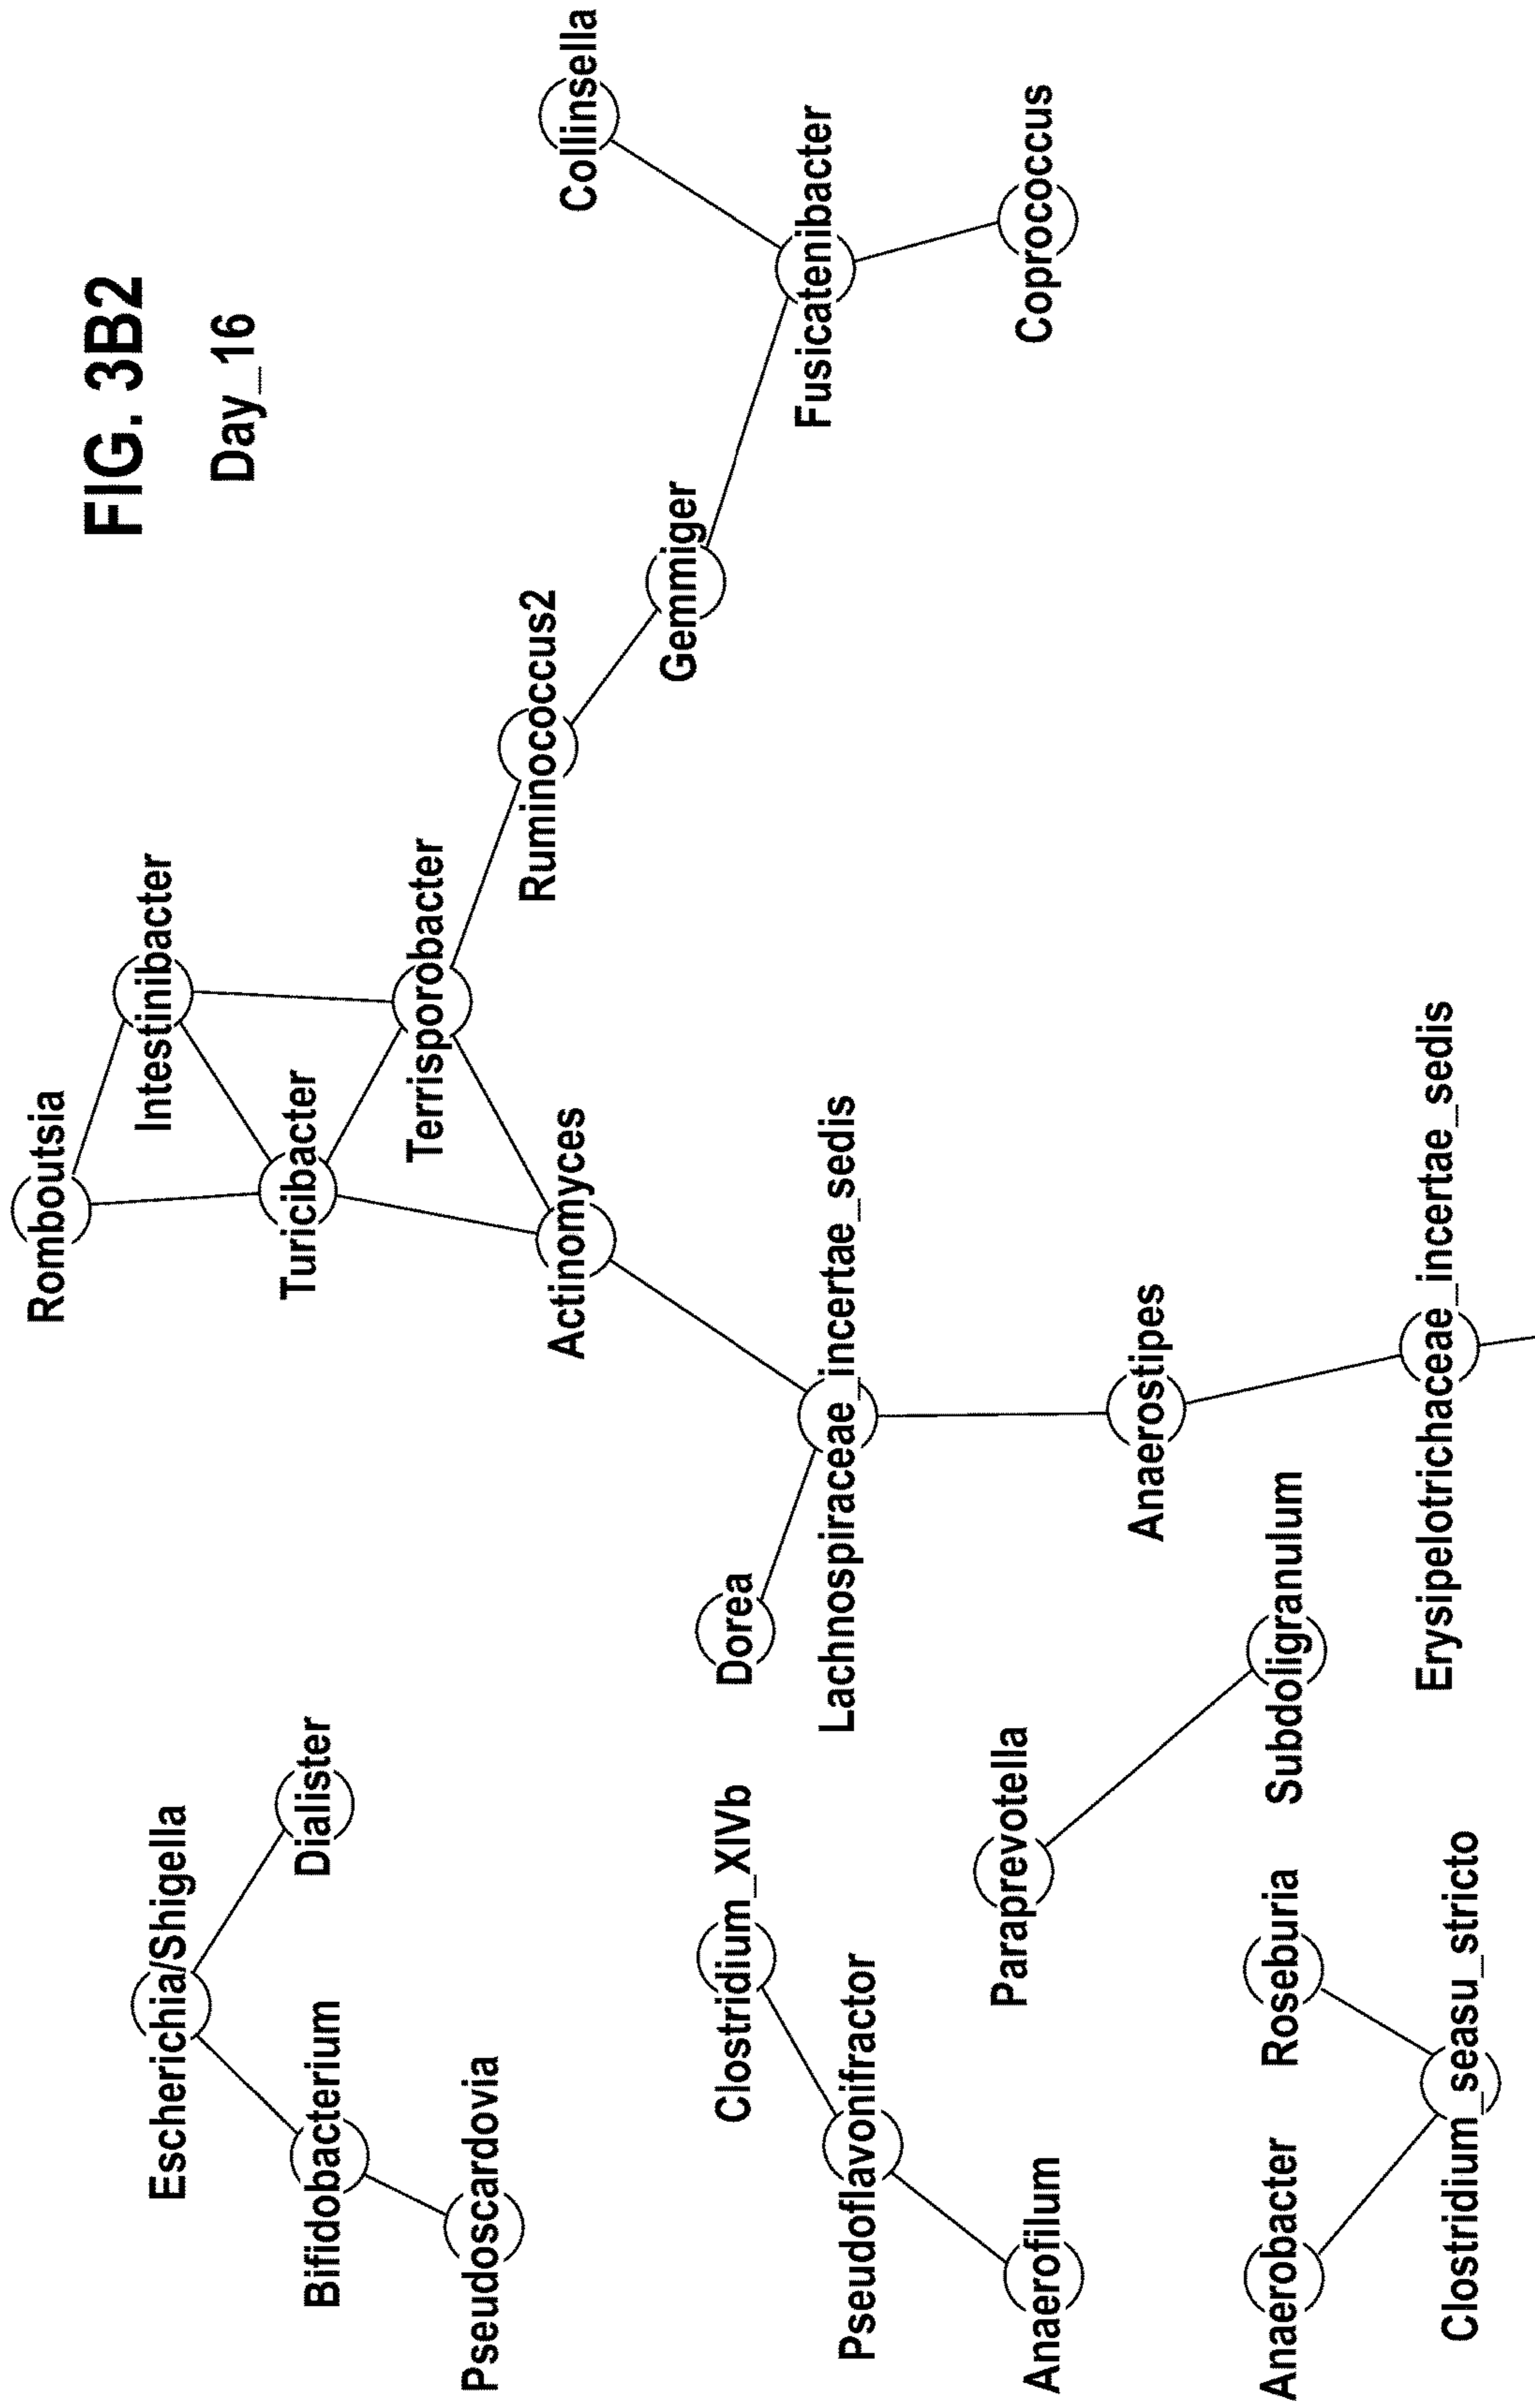 FIG. 3B2
Day_16
Romboutsia
Intestinibacter
Turicibacter
Terrisporobacter
Actinomyces
Ruminococcus2
Gemmiger
Collinsella
Fusicatenibacter
Coprococcus
Escherichia/Shigella
Dialister
Bifidobacterium
Pseudoscardovia
Dorea
Lachnospiraceae_incertae_sedis
Clostridium_XIVb
Pseudoflavonifractor
Anaerofilum
Paraprevotella
Subdoligranulum
Anaerostipes
Erysipelotrichaceae_incertae_sedis
Roseburia
Anaerobacter
Clostridium_seasu_stricto